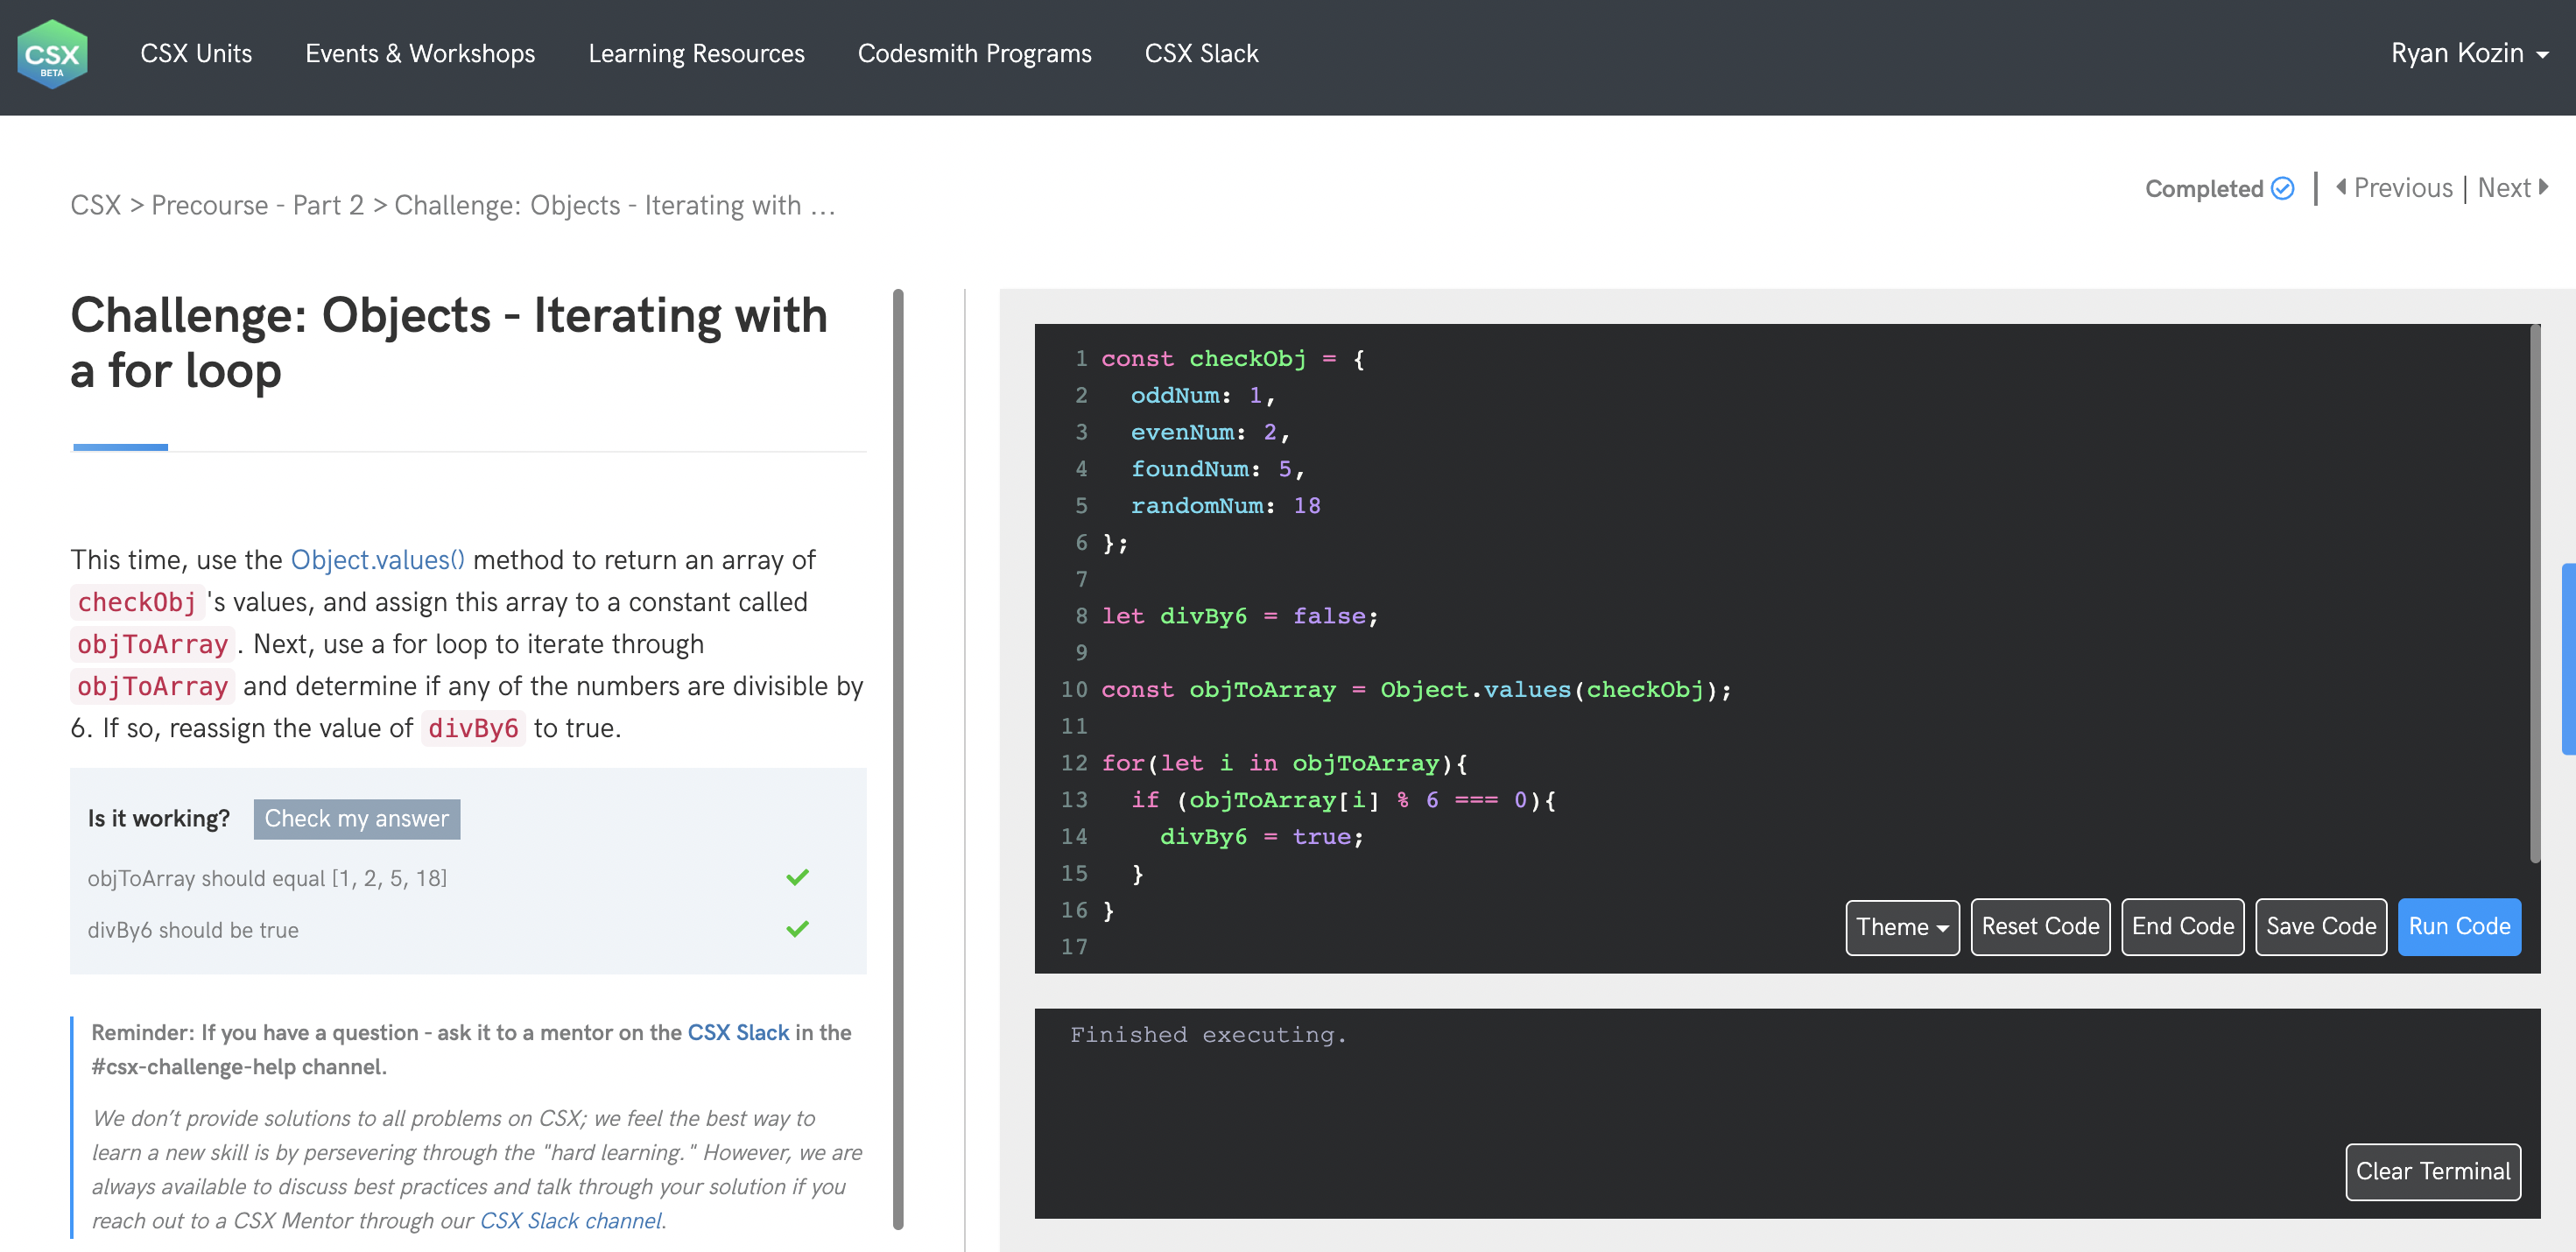 CSX
BETA
CSX Units
Events & Workshops
Learning Resources
Codesmith Programs
CSX Slack
Ryan Kozin
CSX > Precourse - Part 2 > Challenge: Objects - Iterating with ...
Completed
Previous | Next
Challenge: Objects - Iterating with
a for loop
This time, use the Object.values() method to return an array of
checkObj's values, and assign this array to a constant called
objToArray. Next, use a for loop to iterate through
objToArray and determine if any of the numbers are divisible by
6. If so, reassign the value of divBy6 to true.
Is it working? Check my answer
objToArray should equal [1, 2, 5, 18]
divBy6 should be true
Reminder: If you have a question - ask it to a mentor on the CSX Slack in the
#csx-challenge-help channel.
We don’t provide solutions to all problems on CSX; we feel the best way to
learn a new skill is by persevering through the "hard learning." However, we are
always available to discuss best practices and talk through your solution if you
reach out to a CSX Mentor through our CSX Slack channel.
1 const checkObj = {
2   oddNum: 1,
3   evenNum: 2,
4   foundNum: 5,
5   randomNum: 18
6 };
7
8 let divBy6 = false;
9
10 const objToArray = Object.values(checkObj);
11
12 for(let i in objToArray){
13   if (objToArray[i] % 6 === 0){
14     divBy6 = true;
15   }
16 }
17
Theme
Reset Code
End Code
Save Code
Run Code
Finished executing.
Clear Terminal